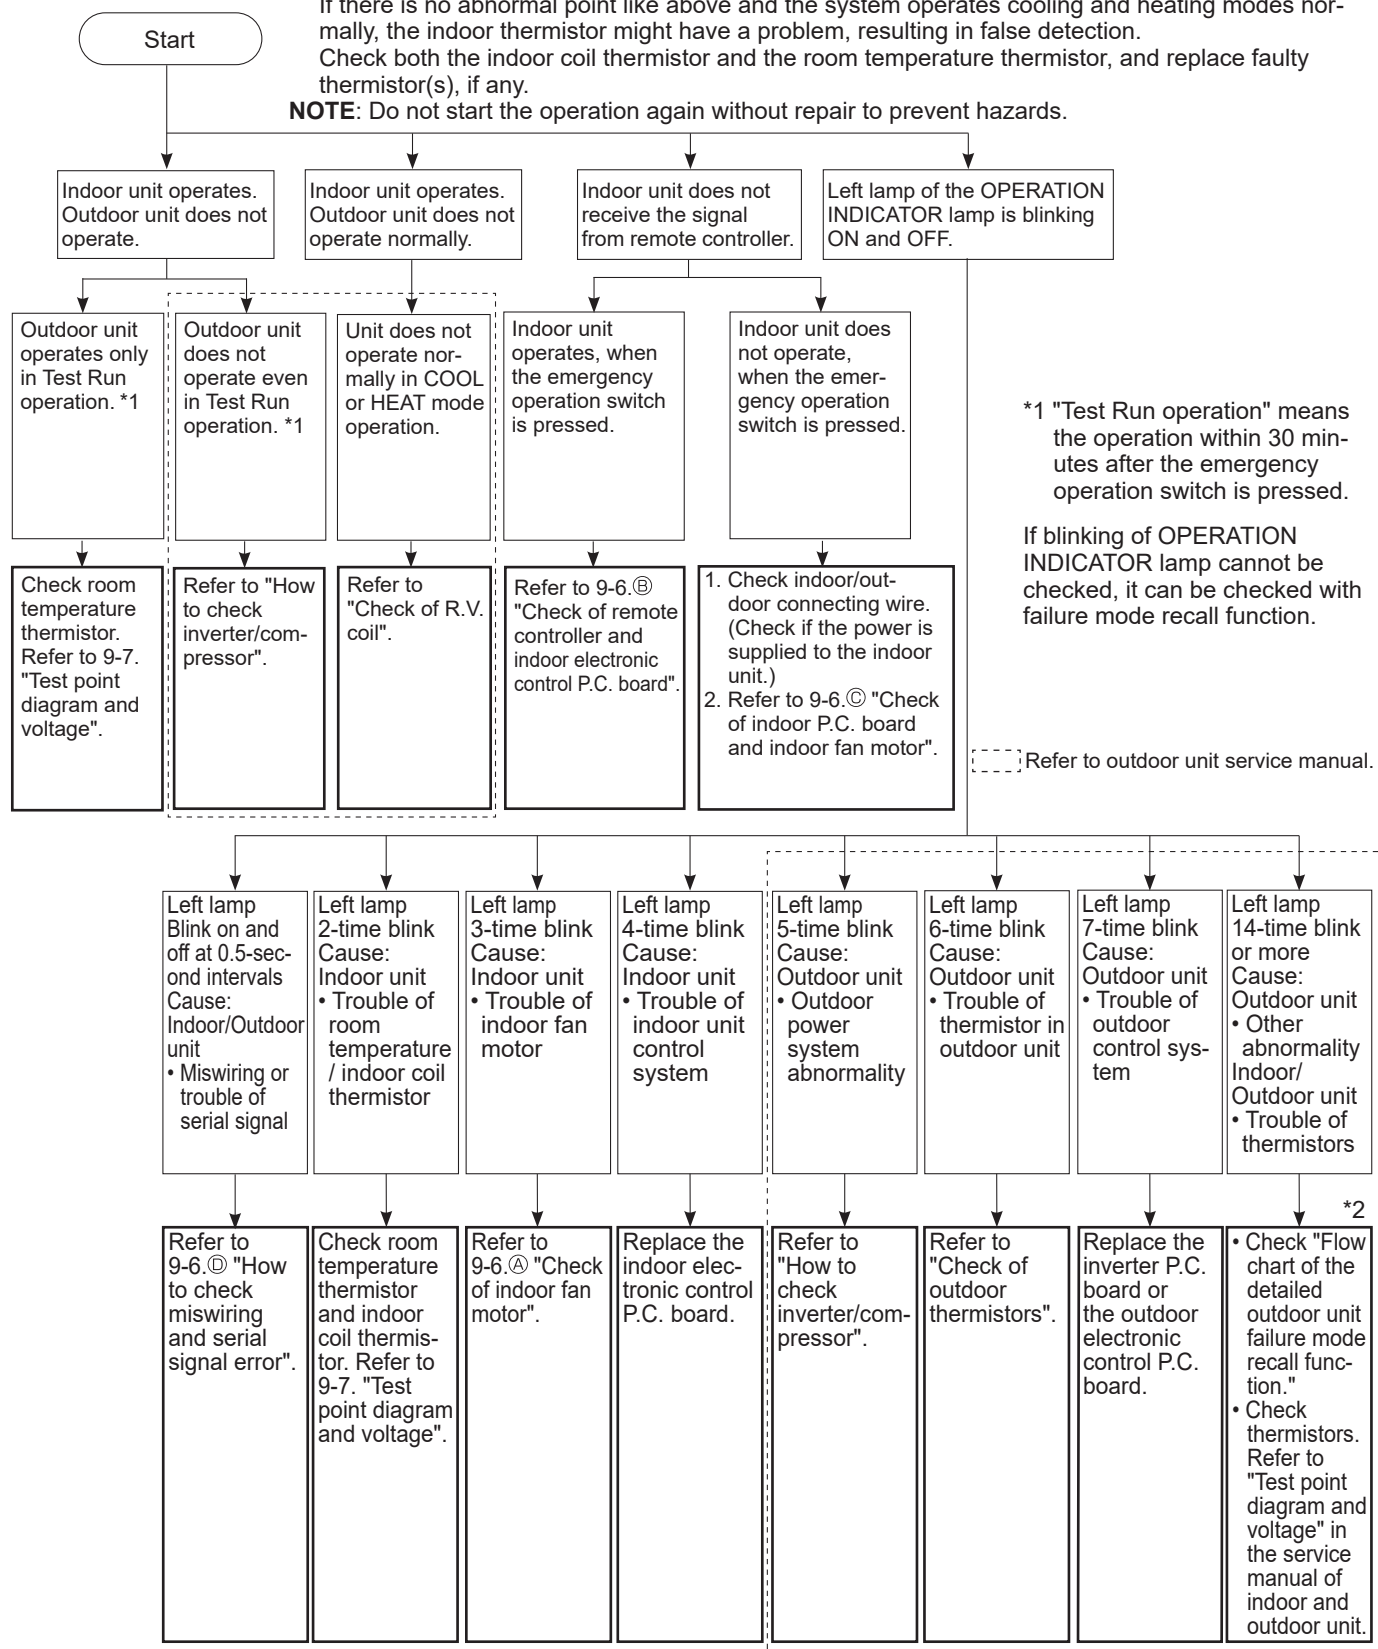 If there is no abnormal point like above and the system operates cooling and heating modes nor-
mally, the indoor thermistor might have a problem, resulting in false detection.
Check both the indoor coil thermistor and the room temperature thermistor, and replace faulty
thermistor(s), if any.
NOTE: Do not start the operation again without repair to prevent hazards.
Start
Indoor unit operates.
Outdoor unit does not
operate.
Indoor unit operates.
Outdoor unit does not
operate normally.
Indoor unit does not
receive the signal
from remote controller.
Left lamp of the OPERATION
INDICATOR lamp is blinking
ON and OFF.
Outdoor unit
operates only
in Test Run
operation. *1
Outdoor unit
does not
operate even
in Test Run
operation. *1
Unit does not
operate nor-
mally in COOL
or HEAT mode
operation.
Indoor unit
operates, when
the emergency
operation switch
is pressed.
Indoor unit does
not operate,
when the emer-
gency operation
switch is pressed.
*1 "Test Run operation" means
the operation within 30 min-
utes after the emergency
operation switch is pressed.
If blinking of OPERATION
INDICATOR lamp cannot be
checked, it can be checked with
failure mode recall function.
Check room
temperature
thermistor.
Refer to 9-7.
"Test point
diagram and
voltage".
Refer to "How
to check
inverter/com-
pressor".
Refer to
"Check of R.V.
coil".
Refer to 9-6.Ⓑ
"Check of remote
controller and
indoor electronic
control P.C. board".
1. Check indoor/out-
door connecting wire.
(Check if the power is
supplied to the indoor
unit.)
2. Refer to 9-6.Ⓒ "Check
of indoor P.C. board
and indoor fan motor".
Refer to outdoor unit service manual.
Left lamp
Blink on and
off at 0.5-sec-
ond intervals
Cause:
Indoor/Outdoor
unit
• Miswiring or
trouble of
serial signal
Left lamp
2-time blink
Cause:
Indoor unit
• Trouble of
room
temperature
/ indoor coil
thermistor
Left lamp
3-time blink
Cause:
Indoor unit
• Trouble of
indoor fan
motor
Left lamp
4-time blink
Cause:
Indoor unit
• Trouble of
indoor unit
control
system
Left lamp
5-time blink
Cause:
Outdoor unit
• Outdoor
power
system
abnormality
Left lamp
6-time blink
Cause:
Outdoor unit
• Trouble of
thermistor in
outdoor unit
Left lamp
7-time blink
Cause:
Outdoor unit
• Trouble of
outdoor
control sys-
tem
Left lamp
14-time blink
or more
Cause:
Outdoor unit
• Other
abnormality
Indoor/
Outdoor unit
• Trouble of
thermistors
*2
Refer to
9-6.Ⓓ "How
to check
miswiring
and serial
signal error".
Check room
temperature
thermistor
and indoor
coil thermis-
tor. Refer to
9-7. "Test
point diagram
and voltage".
Refer to
9-6.Ⓐ "Check
of indoor fan
motor".
Replace the
indoor elec-
tronic control
P.C. board.
Refer to
"How to
check
inverter/com-
pressor".
Refer to
"Check of
outdoor
thermistors".
Replace the
inverter P.C.
board or
the outdoor
electronic
control P.C.
board.
• Check "Flow
chart of the
detailed
outdoor unit
failure mode
recall func-
tion."
• Check
thermistors.
Refer to
"Test point
diagram and
voltage" in
the service
manual of
indoor and
outdoor unit.